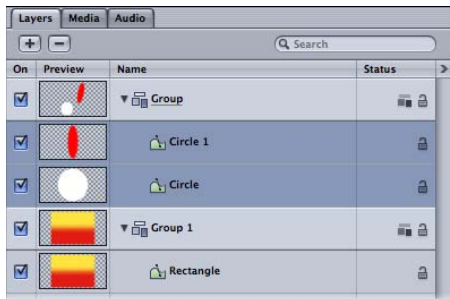 Layers Media Audio
Search
On Preview Name Status
Group
Circle 1
Circle
Group 1
Rectangle